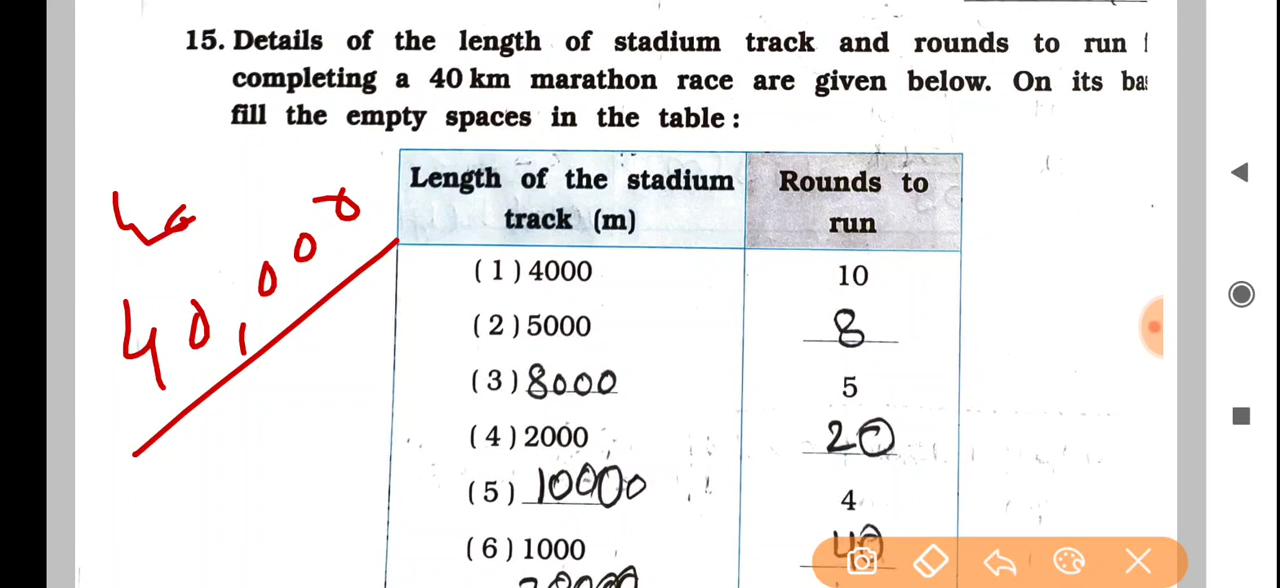 15. Details of the length of stadium track and rounds to run
completing a 40 km marathon race are given below. On its
fill the empty spaces in the table :
Length of the stadium track (m)
Rounds to run
(1) 4000
10
(2) 5000
8
(3) 8000
5
(4) 2000
20
(5) 10000
4
(6) 1000
40
40,000